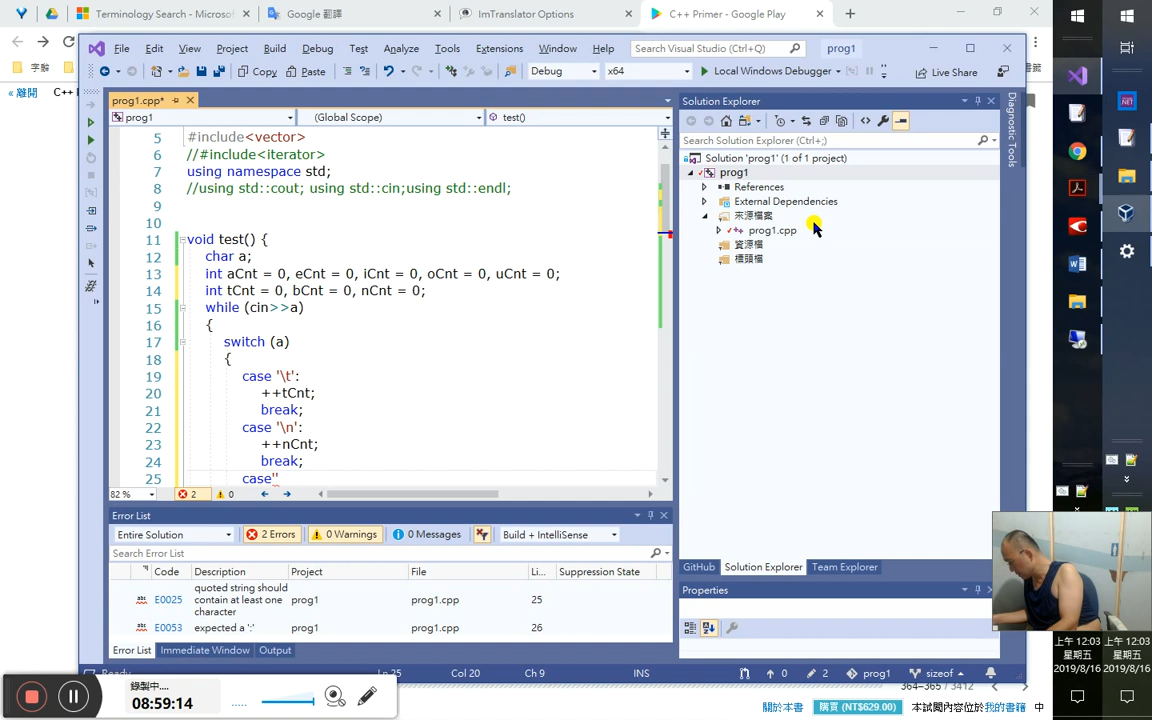 Terminology Search - Microsof
Google 翻譯
ImTranslator Options
C++ Primer - Google Play
字幹
« 離開
File Edit View Project Build Debug Test Analyze Tools Extensions Window Help
Search Visual Studio (Ctrl+Q)
prog1
Copy Paste
Debug
x64
Local Windows Debugger
Live Share
prog1.cpp*
prog1
(Global Scope)
test()
5 #include<vector>
6 //#include<iterator>
7 using namespace std;
8 //using std::cout; using std::cin;using std::endl;
9
10
11 void test() {
12 char a;
13 int aCnt = 0, eCnt = 0, iCnt = 0, oCnt = 0, uCnt = 0;
14 int tCnt = 0, bCnt = 0, nCnt = 0;
15 while (cin>>a)
16 {
17 switch (a)
18 {
19 case '\t':
20 ++tCnt;
21 break;
22 case '\n':
23 ++nCnt;
24 break;
25 case''
82 %
2
0
Solution Explorer
Search Solution Explorer (Ctrl+;)
Solution 'prog1' (1 of 1 project)
prog1
References
External Dependencies
來源檔案
prog1.cpp
資源檔
標頭檔
Diagnostic Tools
Error List
Entire Solution
2 Errors
0 Warnings
0 Messages
Build + IntelliSense
Search Error List
Code Description Project File Li... Suppression State
E0025 quoted string should contain at least one character prog1 prog1.cpp 25
E0053 expected a ':' prog1 prog1.cpp 26
Error List Immediate Window Output
GitHub Solution Explorer Team Explorer
Properties
Ready
Ln 25
Col 20
Ch 9
INS
0
2
prog1
sizeof
錄製中....
08:59:14
364–365 / 3412
關於本書
購買 (NT$629.00)
本試閱內容位於我的書籍
中
上午 12:03
星期五
2019/8/16
上午 12:03
星期五
2019/8/16